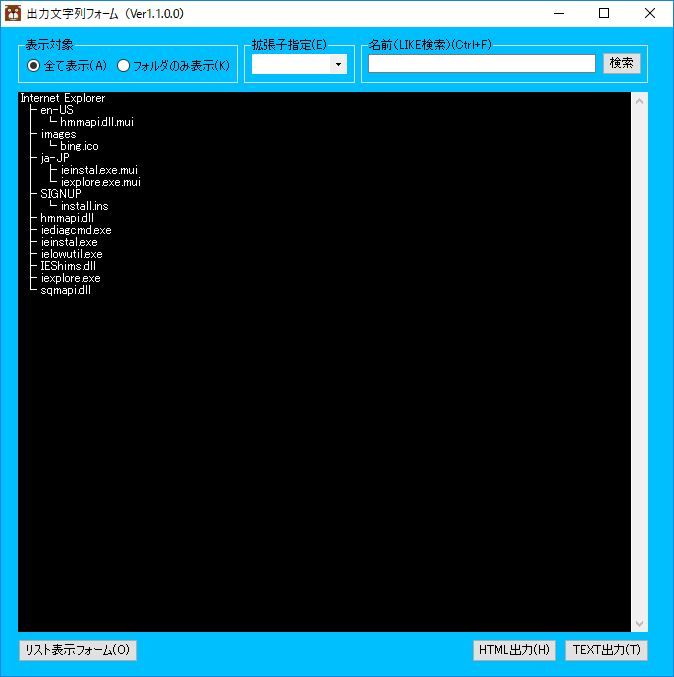 出力文字列フォーム (Ver1.1.0.0)
表示対象
全て表示(A) フォルダのみ表示(K)
拡張子指定(E)
名前(LIKE検索)(Ctrl+F)
検索
Internet Explorer
├ en-US
│ └ hmmapi.dll.mui
├ images
│ └ bing.ico
├ ja-JP
│ ├ ieinstal.exe.mui
│ └ iexplore.exe.mui
├ SIGNUP
│ └ install.ins
├ hmmapi.dll
├ iediagcmd.exe
├ ieinstal.exe
├ ielowutil.exe
├ IEShims.dll
├ iexplore.exe
└ sqmapi.dll
リスト表示フォーム(O) HTML出力(H) TEXT出力(T)